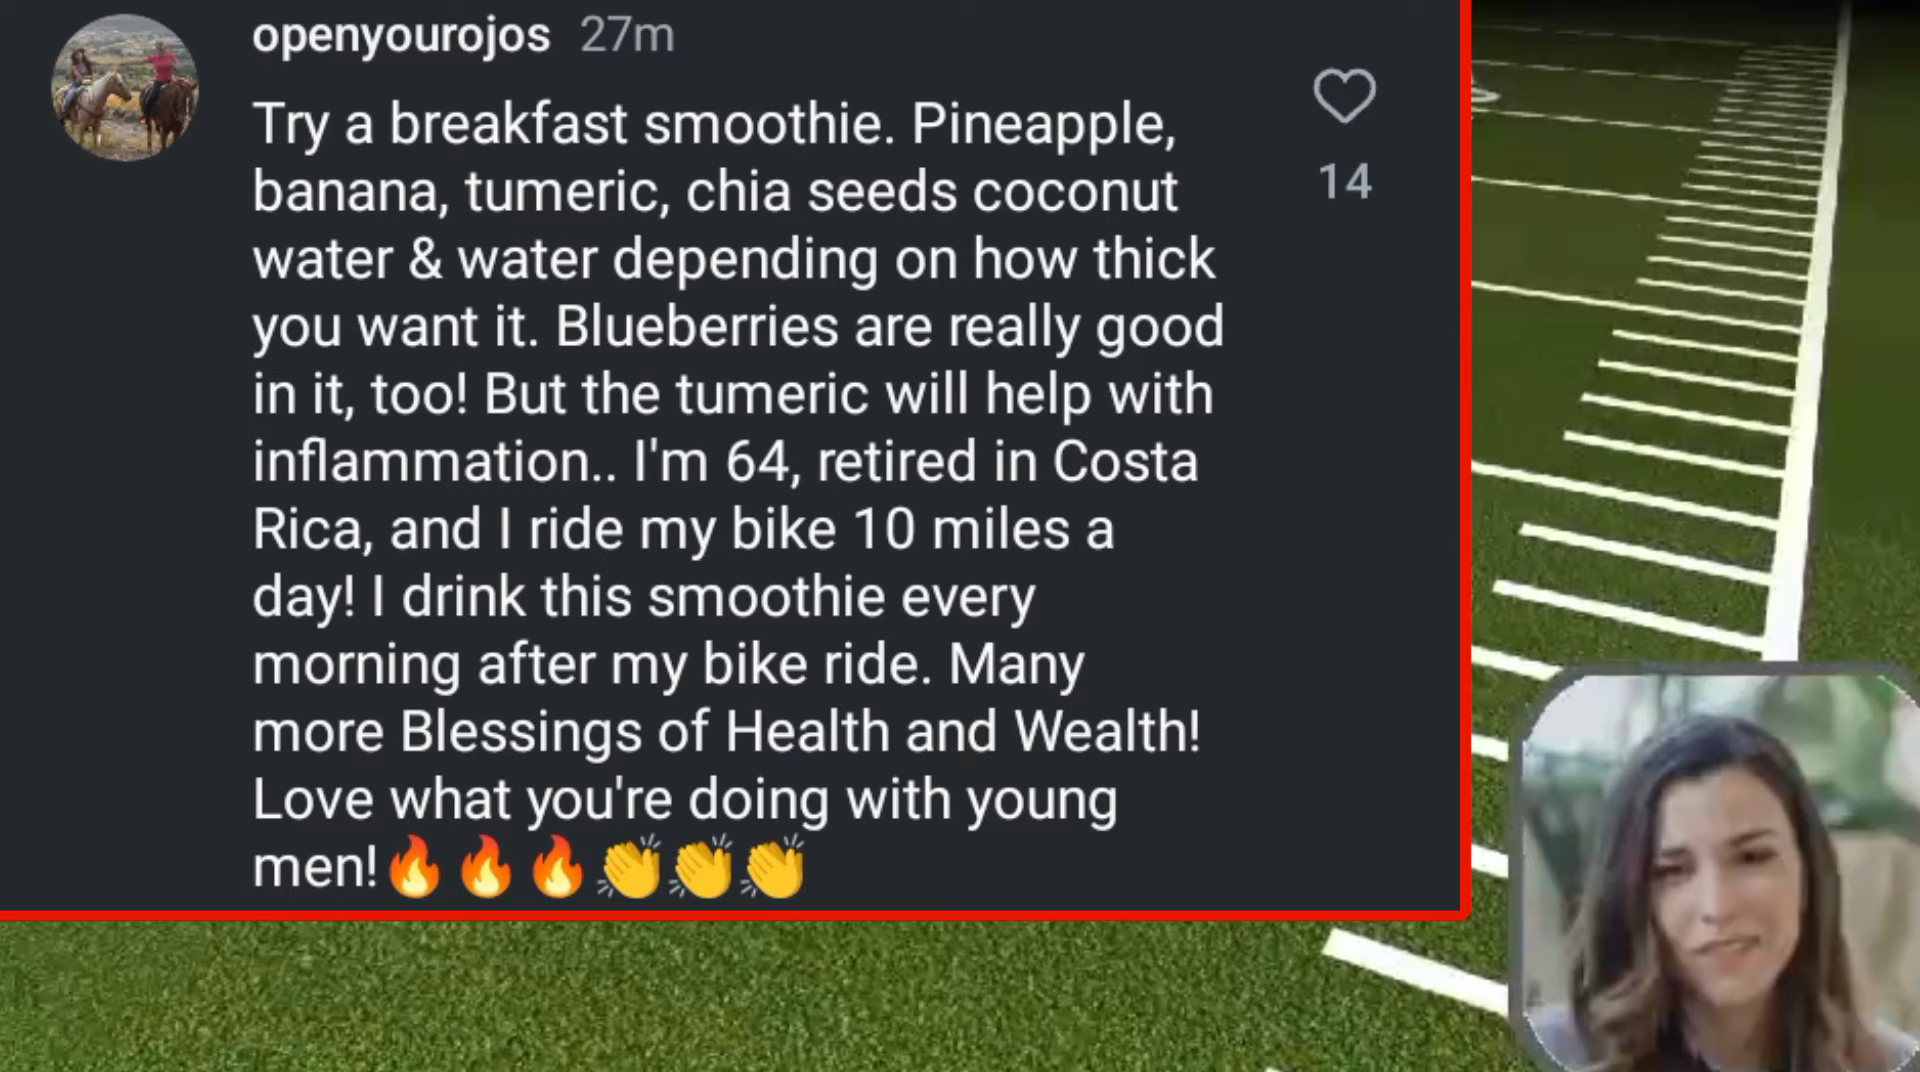 openyourojos 27m
Try a breakfast smoothie. Pineapple,
banana, tumeric, chia seeds coconut
water & water depending on how thick
you want it. Blueberries are really good
in it, too! But the tumeric will help with
inflammation.. I'm 64, retired in Costa
Rica, and I ride my bike 10 miles a
day! I drink this smoothie every
morning after my bike ride. Many
more Blessings of Health and Wealth!
Love what you're doing with young
men!🔥🔥🔥👏👏👏
14